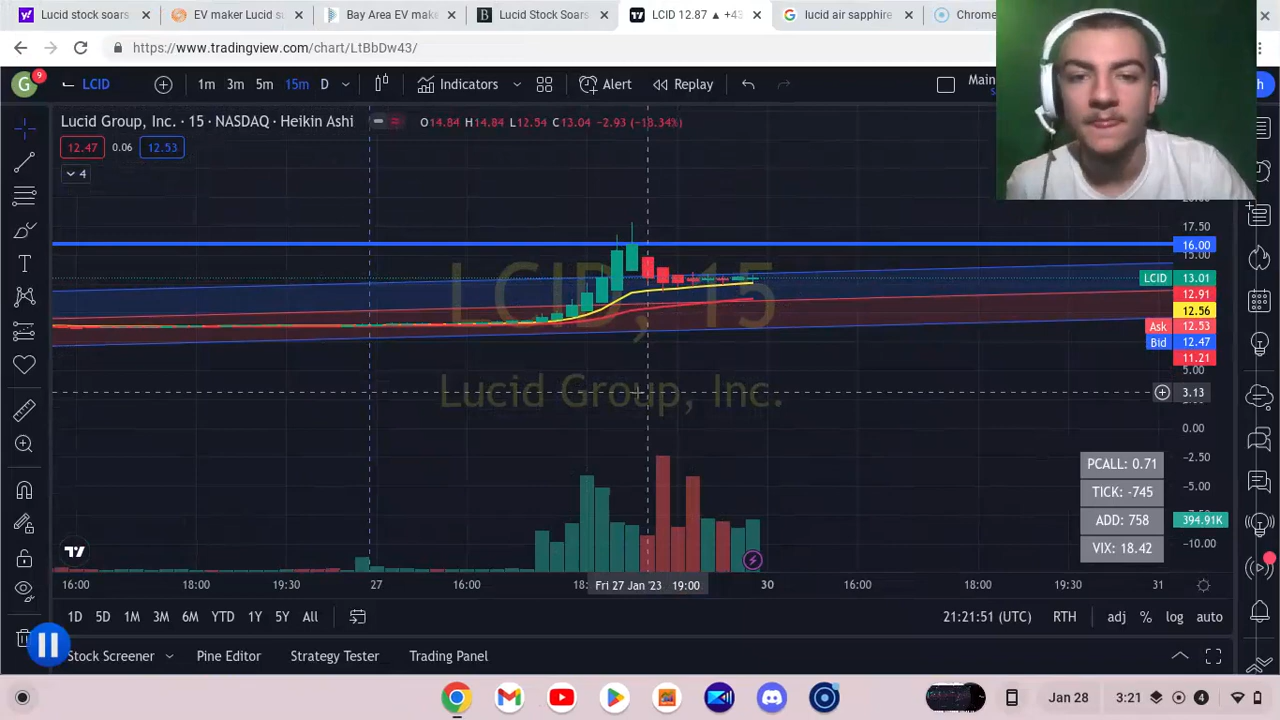 Lucid stock soars
EV maker Lucid su
Bay Area EV make
Lucid Stock Soars
LCID 12.87 ▲ +43
lucid air sapphire
Chrome
https://www.tradingview.com/chart/LtBbDw43/
G 9
LCID
1m 3m 5m 15m D
Indicators
Alert
Replay
Main
Lucid Group, Inc. · 15 · NASDAQ · Heikin Ashi
O14.84 H14.84 L12.54 C13.04 -2.93 (-18.34%)
12.47 0.06 12.53
4
17.50
16.00
15.00
LCID 13.01
12.91
12.56
Ask 12.53
Bid 12.47
11.21
5.00
3.13
0.00
-2.50
-5.00
394.91K
-10.00
LCID, 15
Lucid Group, Inc.
PCALL: 0.71
TICK: -745
ADD: 758
VIX: 18.42
16:00 18:00 19:30 27 16:00 18: Fri 27 Jan '23 19:00 30 16:00 18:00 19:30 31
1D 5D 1M 3M 6M YTD 1Y 5Y All
21:21:51 (UTC) RTH adj % log auto
Stock Screener Pine Editor Strategy Tester Trading Panel
Jan 28 3:21 4